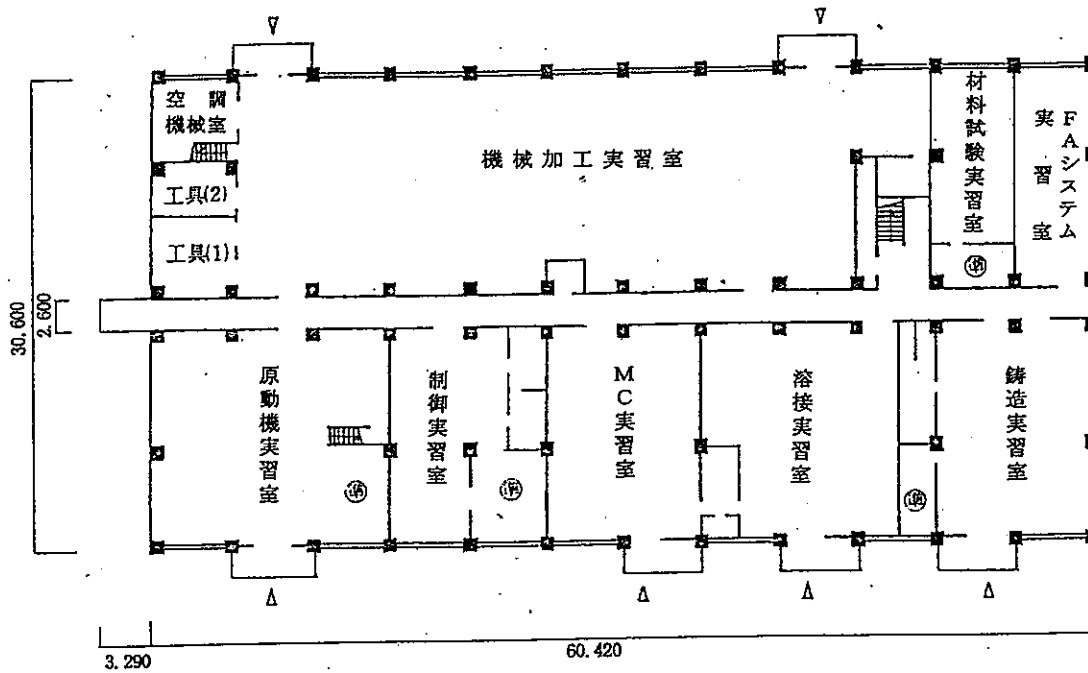 空調
機械室
工具(2)
工具(1)
機械加工実習室
材料試験実習室
FAシステム
実習室
30.600
2.600
原動機実習室
制御実習室
MC実習室
溶接実習室
鋳造実習室
3.290
60.420